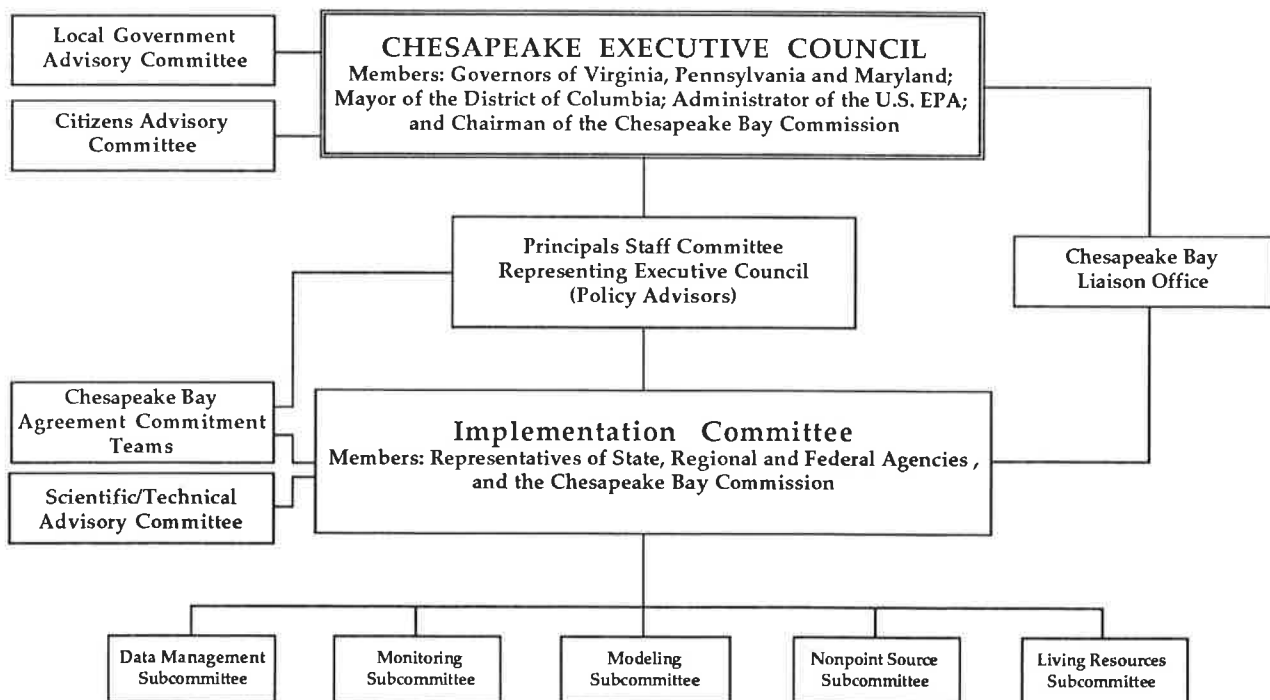 Local Government
Advisory Committee
CHESAPEAKE EXECUTIVE COUNCIL
Members: Governors of Virginia, Pennsylvania and Maryland;
Mayor of the District of Columbia; Administrator of the U.S. EPA;
and Chairman of the Chesapeake Bay Commission
Citizens Advisory
Committee
Principals Staff Committee
Representing Executive Council
(Policy Advisors)
Chesapeake Bay
Liaison Office
Chesapeake Bay
Agreement Commitment
Teams
Implementation Committee
Members: Representatives of State, Regional and Federal Agencies ,
and the Chesapeake Bay Commission
Scientific/Technical
Advisory Committee
Data Management
Subcommittee
Monitoring
Subcommittee
Modeling
Subcommittee
Nonpoint Source
Subcommittee
Living Resources
Subcommittee